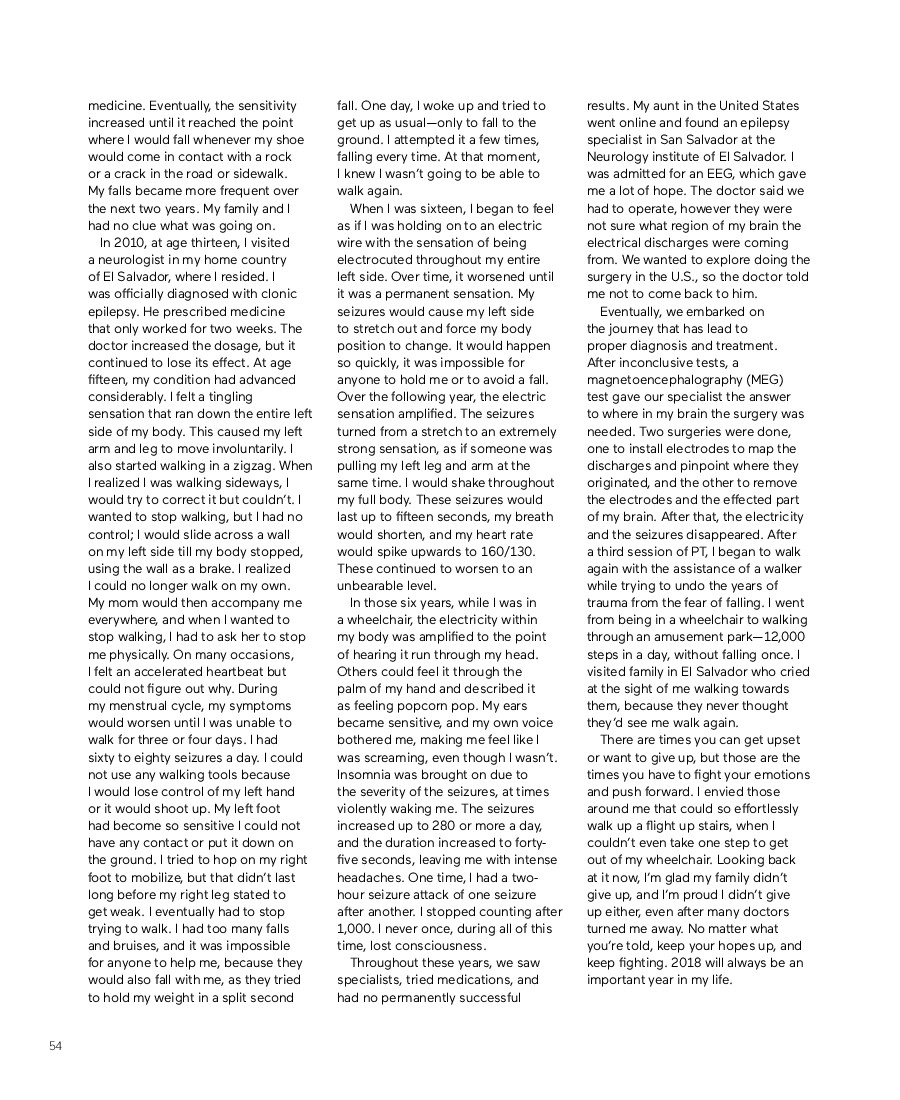 medicine. Eventually, the sensitivity
increased until it reached the point
where I would fall whenever my shoe
would come in contact with a rock
or a crack in the road or sidewalk.
My falls became more frequent over
the next two years. My family and I
had no clue what was going on.
In 2010, at age thirteen, I visited
a neurologist in my home country
of El Salvador, where I resided. I
was officially diagnosed with clonic
epilepsy. He prescribed medicine
that only worked for two weeks. The
doctor increased the dosage, but it
continued to lose its effect. At age
fifteen, my condition had advanced
considerably. I felt a tingling
sensation that ran down the entire left
side of my body. This caused my left
arm and leg to move involuntarily. I
also started walking in a zigzag. When
I realized I was walking sideways, I
would try to correct it but couldn't. I
wanted to stop walking, but I had no
control; I would slide across a wall
on my left side till my body stopped,
using the wall as a brake. I realized
I could no longer walk on my own.
My mom would then accompany me
everywhere, and when I wanted to
stop walking, I had to ask her to stop
me physically. On many occasions,
I felt an accelerated heartbeat but
could not figure out why. During
my menstrual cycle, my symptoms
would worsen until I was unable to
walk for three or four days. I had
sixty to eighty seizures a day. I could
not use any walking tools because
I would lose control of my left hand
or it would shoot up. My left foot
had become so sensitive I could not
have any contact or put it down on
the ground. I tried to hop on my right
foot to mobilize, but that didn't last
long before my right leg stated to
get weak. I eventually had to stop
trying to walk. I had too many falls
and bruises, and it was impossible
for anyone to help me, because they
would also fall with me, as they tried
to hold my weight in a split second
fall. One day, I woke up and tried to
get up as usual—only to fall to the
ground. I attempted it a few times,
falling every time. At that moment,
I knew I wasn't going to be able to
walk again.
When I was sixteen, I began to feel
as if I was holding on to an electric
wire with the sensation of being
electrocuted throughout my entire
left side. Over time, it worsened until
it was a permanent sensation. My
seizures would cause my left side
to stretch out and force my body
position to change. It would happen
so quickly, it was impossible for
anyone to hold me or to avoid a fall.
Over the following year, the electric
sensation amplified. The seizures
turned from a stretch to an extremely
strong sensation, as if someone was
pulling my left leg and arm at the
same time. I would shake throughout
my full body. These seizures would
last up to fifteen seconds, my breath
would shorten, and my heart rate
would spike upwards to 160/130.
These continued to worsen to an
unbearable level.
In those six years, while I was in
a wheelchair, the electricity within
my body was amplified to the point
of hearing it run through my head.
Others could feel it through the
palm of my hand and described it
as feeling popcorn pop. My ears
became sensitive, and my own voice
bothered me, making me feel like I
was screaming, even though I wasn't.
Insomnia was brought on due to
the severity of the seizures, at times
violently waking me. The seizures
increased up to 280 or more a day,
and the duration increased to forty-
five seconds, leaving me with intense
headaches. One time, I had a two-
hour seizure attack of one seizure
after another. I stopped counting after
1,000. I never once, during all of this
time, lost consciousness.
Throughout these years, we saw
specialists, tried medications, and
had no permanently successful
results. My aunt in the United States
went online and found an epilepsy
specialist in San Salvador at the
Neurology institute of El Salvador. I
was admitted for an EEG, which gave
me a lot of hope. The doctor said we
had to operate, however they were
not sure what region of my brain the
electrical discharges were coming
from. We wanted to explore doing the
surgery in the U.S., so the doctor told
me not to come back to him.
Eventually, we embarked on
the journey that has lead to
proper diagnosis and treatment.
After inconclusive tests, a
magnetoencephalography (MEG)
test gave our specialist the answer
to where in my brain the surgery was
needed. Two surgeries were done,
one to install electrodes to map the
discharges and pinpoint where they
originated, and the other to remove
the electrodes and the effected part
of my brain. After that, the electricity
and the seizures disappeared. After
a third session of PT, I began to walk
again with the assistance of a walker
while trying to undo the years of
trauma from the fear of falling. I went
from being in a wheelchair to walking
through an amusement park—12,000
steps in a day, without falling once. I
visited family in El Salvador who cried
at the sight of me walking towards
them, because they never thought
they'd see me walk again.
There are times you can get upset
or want to give up, but those are the
times you have to fight your emotions
and push forward. I envied those
around me that could so effortlessly
walk up a flight up stairs, when I
couldn't even take one step to get
out of my wheelchair. Looking back
at it now, I'm glad my family didn't
give up, and I'm proud I didn't give
up either, even after many doctors
turned me away. No matter what
you're told, keep your hopes up, and
keep fighting. 2018 will always be an
important year in my life.
54